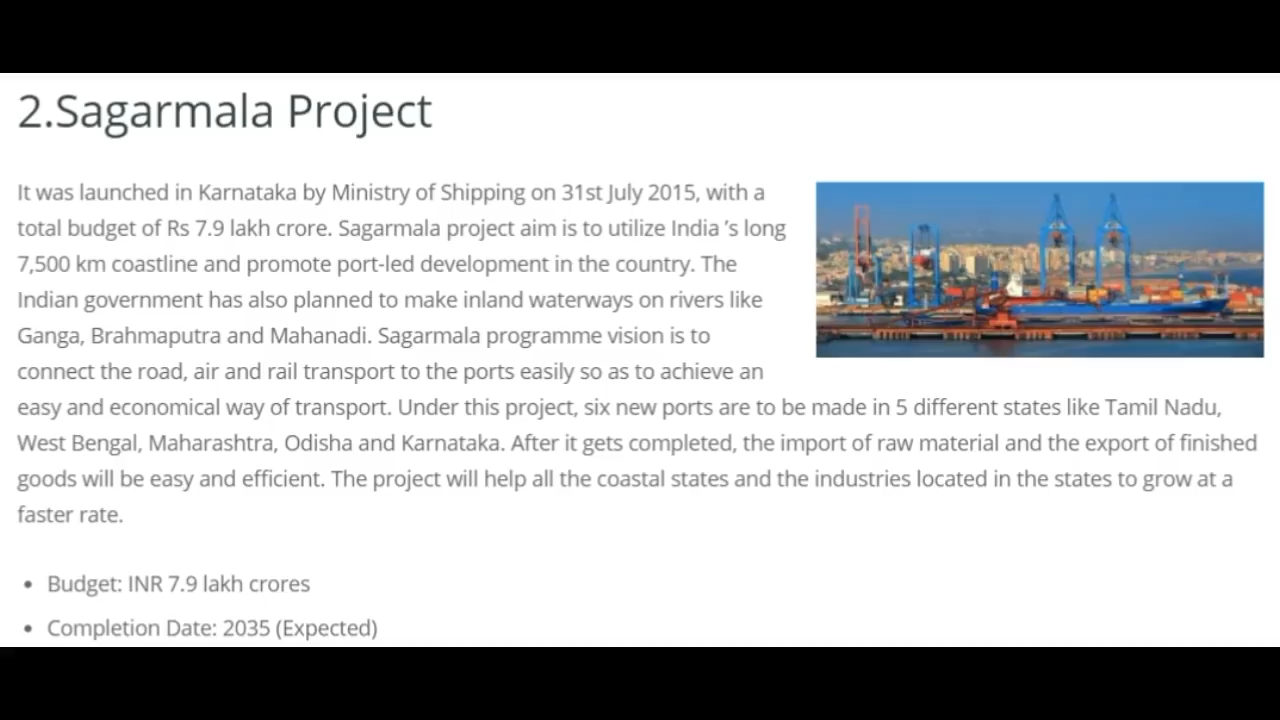 2.Sagarmala Project
It was launched in Karnataka by Ministry of Shipping on 31st July 2015, with a
total budget of Rs 7.9 lakh crore. Sagarmala project aim is to utilize India ’s long
7,500 km coastline and promote port-led development in the country. The
Indian government has also planned to make inland waterways on rivers like
Ganga, Brahmaputra and Mahanadi. Sagarmala programme vision is to
connect the road, air and rail transport to the ports easily so as to achieve an
easy and economical way of transport. Under this project, six new ports are to be made in 5 different states like Tamil Nadu,
West Bengal, Maharashtra, Odisha and Karnataka. After it gets completed, the import of raw material and the export of finished
goods will be easy and efficient. The project will help all the coastal states and the industries located in the states to grow at a
faster rate.
• Budget: INR 7.9 lakh crores
• Completion Date: 2035 (Expected)